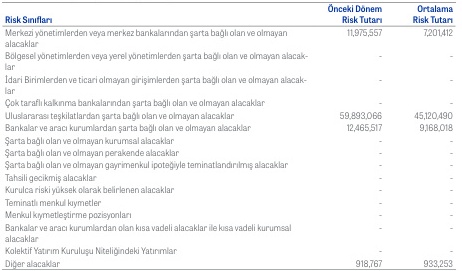 Önceki Dönem Ortalama
Risk Sınıfları Risk Tutarı Risk Tutarı
Merkezi yönetimlerden veya merkez bankalarından şarta bağlı olan ve olmayan 11,975,557 7,201,412
alacaklar
Bölgesel yönetimlerden veya yerel yönetimlerden şarta bağlı olan ve olmayan alacak- - -
lar
İdari Birimlerden ve ticari olmayan girişimlerden şarta bağlı olan ve olmayan alacak- - -
lar
Çok taraflı kalkınma bankalarından şarta bağlı olan ve olmayan alacaklar - -
Uluslararası teşkilatlardan şarta bağlı olan ve olmayan alacaklar 59,893,066 45,120,490
Bankalar ve aracı kurumlardan şarta bağlı olan ve olmayan alacaklar 12,465,517 9,168,018
Şarta bağlı olan ve olmayan kurumsal alacaklar - -
Şarta bağlı olan ve olmayan perakende alacaklar - -
Şarta bağlı olan ve olmayan gayrimenkul ipoteğiyle teminatlandırılmış alacaklar - -
Tahsili gecikmiş alacaklar - -
Kurulca riski yüksek olarak belirlenen alacaklar - -
Teminatlı menkul kıymetler - -
Menkul kıymetleştirme pozisyonları - -
Bankalar ve aracı kurumlardan olan kısa vadeli alacaklar ile kısa vadeli kurumsal - -
alacaklar
Kolektif Yatırım Kuruluşu Niteliğindeki Yatırımlar - -
Diğer alacaklar 918,767 933,253